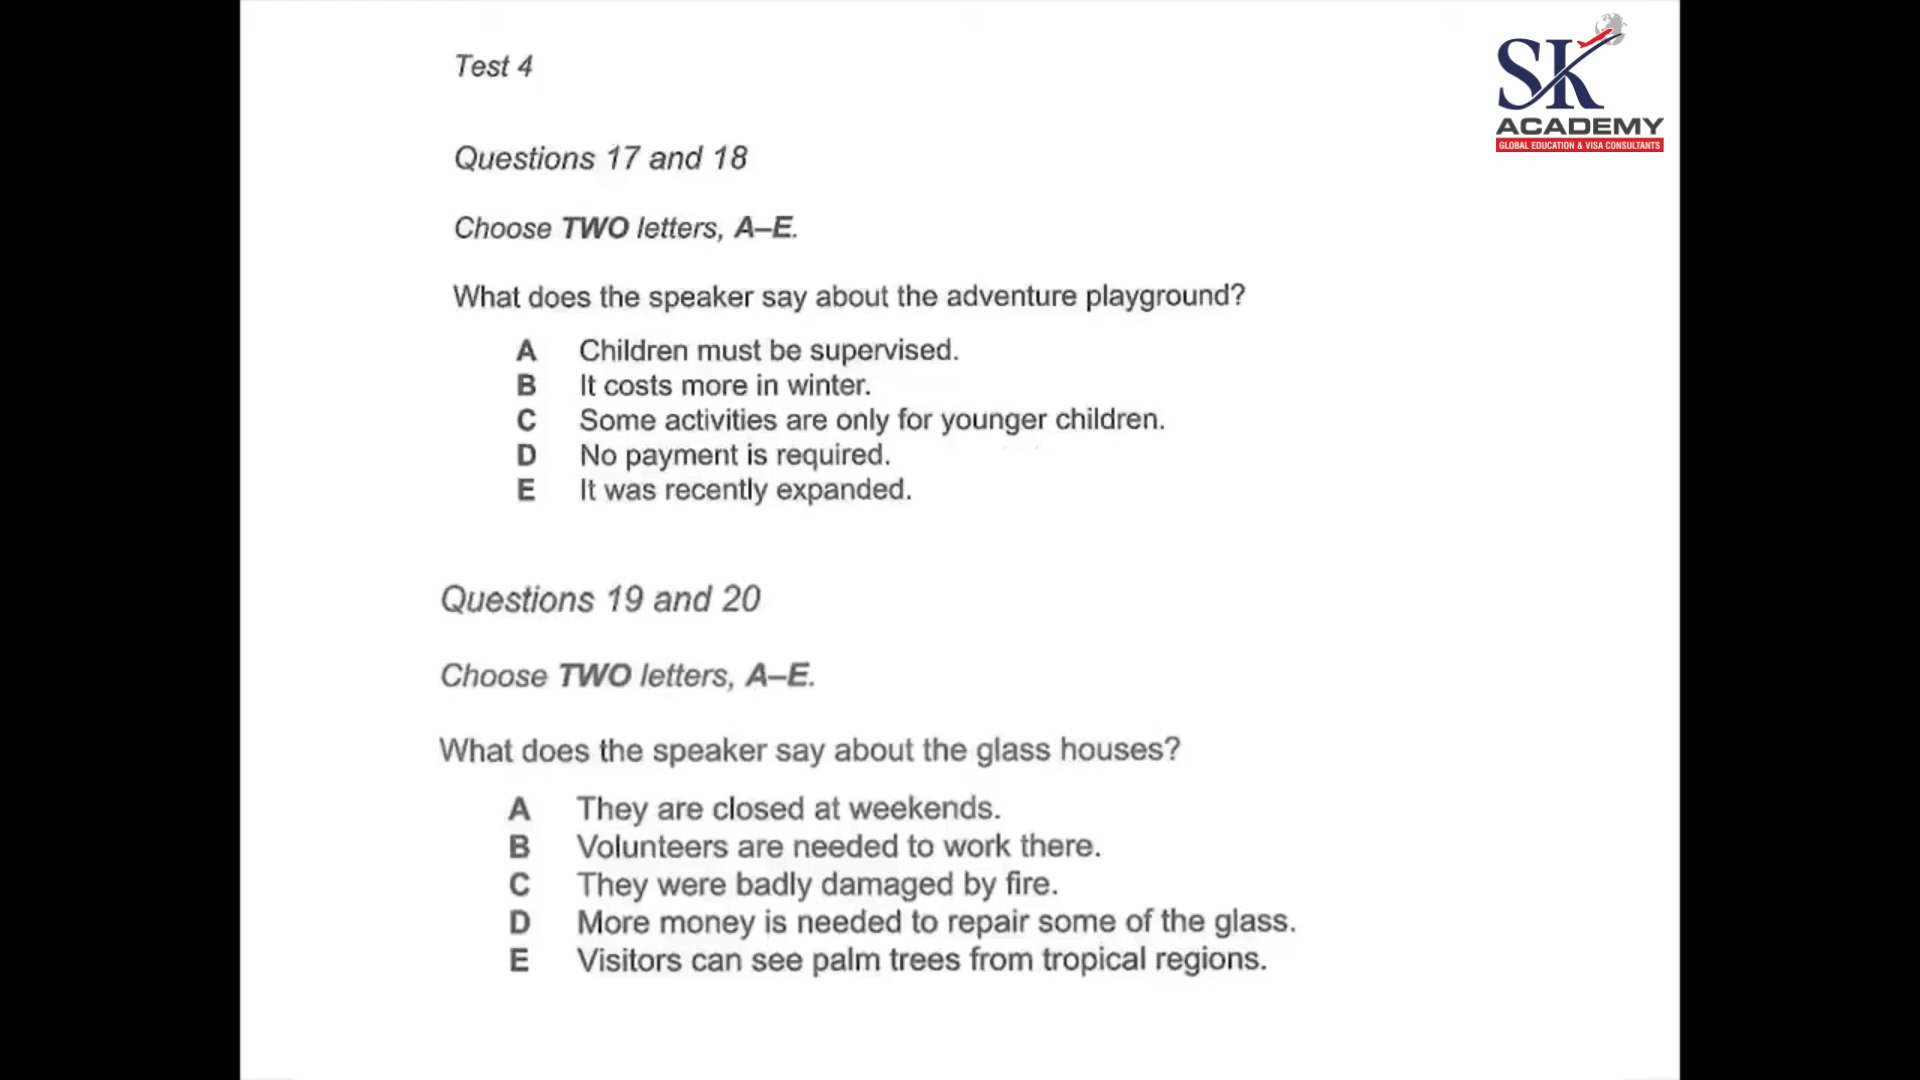 Test 4
SK
ACADEMY
GLOBAL EDUCATION & VISA CONSULTANTS
Questions 17 and 18
Choose TWO letters, A–E.
What does the speaker say about the adventure playground?
A Children must be supervised.
B It costs more in winter.
C Some activities are only for younger children.
D No payment is required.
E It was recently expanded.
Questions 19 and 20
Choose TWO letters, A–E.
What does the speaker say about the glass houses?
A They are closed at weekends.
B Volunteers are needed to work there.
C They were badly damaged by fire.
D More money is needed to repair some of the glass.
E Visitors can see palm trees from tropical regions.